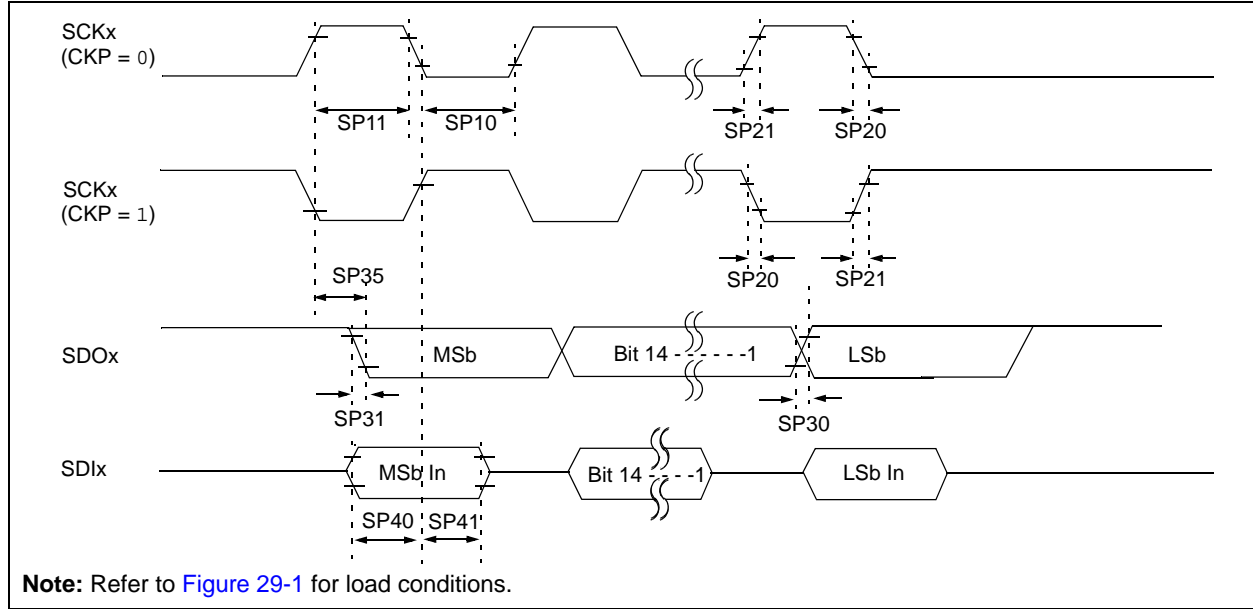 SCKx
(CKP = 0)
SP11
SP10
SP21
SP20
SCKx
(CKP = 1)
SP35
SP20
SP21
SDOx
MSb
Bit 14 - - - - - -1
LSb
SP31
SP30
SDIx
MSb In
Bit 14 - - - -1
LSb In
SP40
SP41
Note: Refer to Figure 29-1 for load conditions.